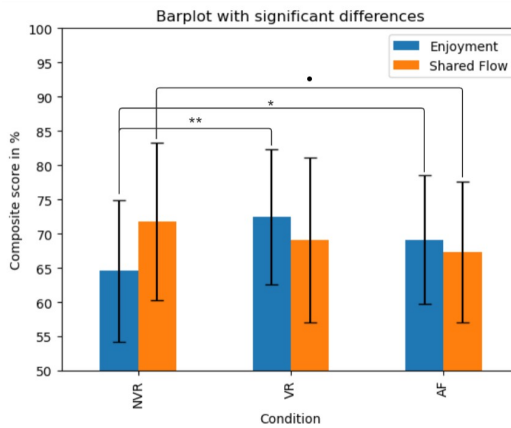 Barplot with significant differences
100
95
90
85
80
75
70
65
60
55
50
Composite score in %
Enjoyment
Shared Flow
•
*
**
NVR
VR
AF
Condition